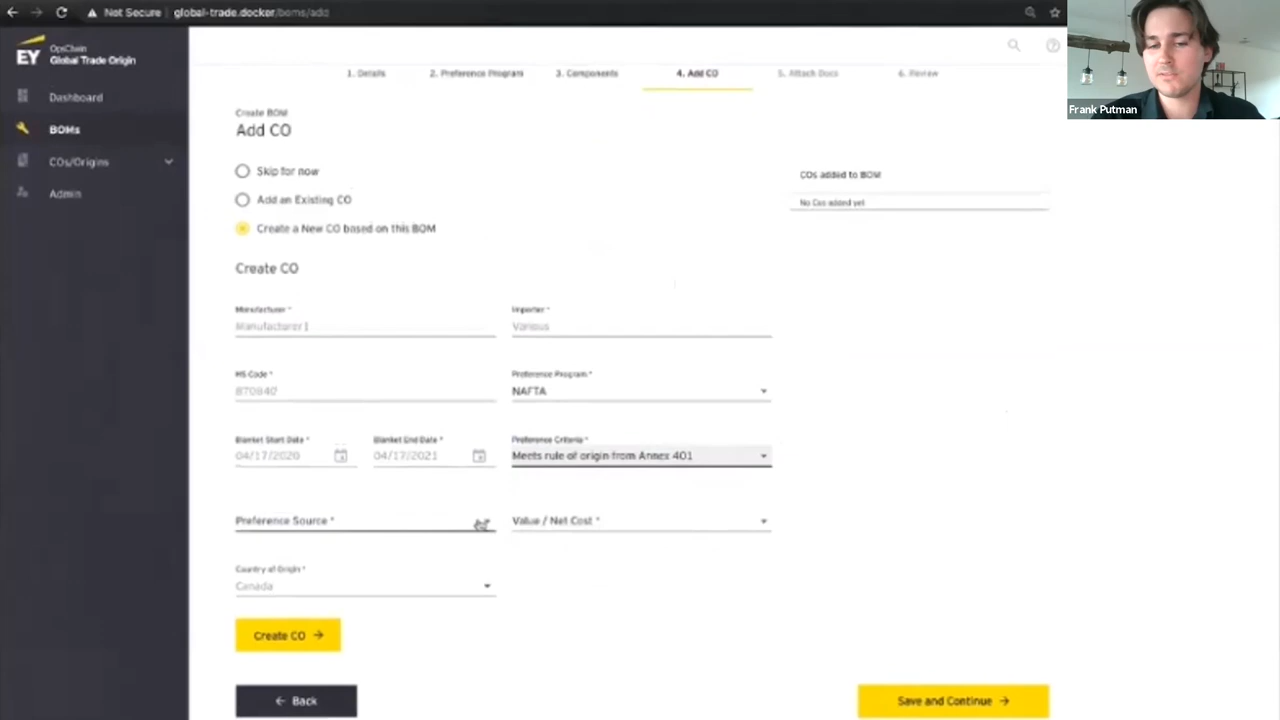 Not Secure global-trade.docker/boms/add
EY OpsChain
Global Trade Origin
Dashboard
BOMs
COs/Origins
Admin
1. Details 2. Preference Program 3. Components 4. Add CO 5. Attach Docs 6. Review
Create BOM
Add CO
Skip for now
Add an Existing CO
Create a New CO based on this BOM
COs added to BOM
No Cos added yet
Create CO
Manufacturer *
Manufacturer1
Importer *
Various
HS Code *
870840
Preference Program *
NAFTA
Blanket Start Date *
04/17/2020
Blanket End Date *
04/17/2021
Preference Criteria *
Meets rule of origin from Annex 401
Preference Source *
Value / Net Cost *
Country of Origin *
Canada
Create CO
Back
Save and Continue
Frank Putman